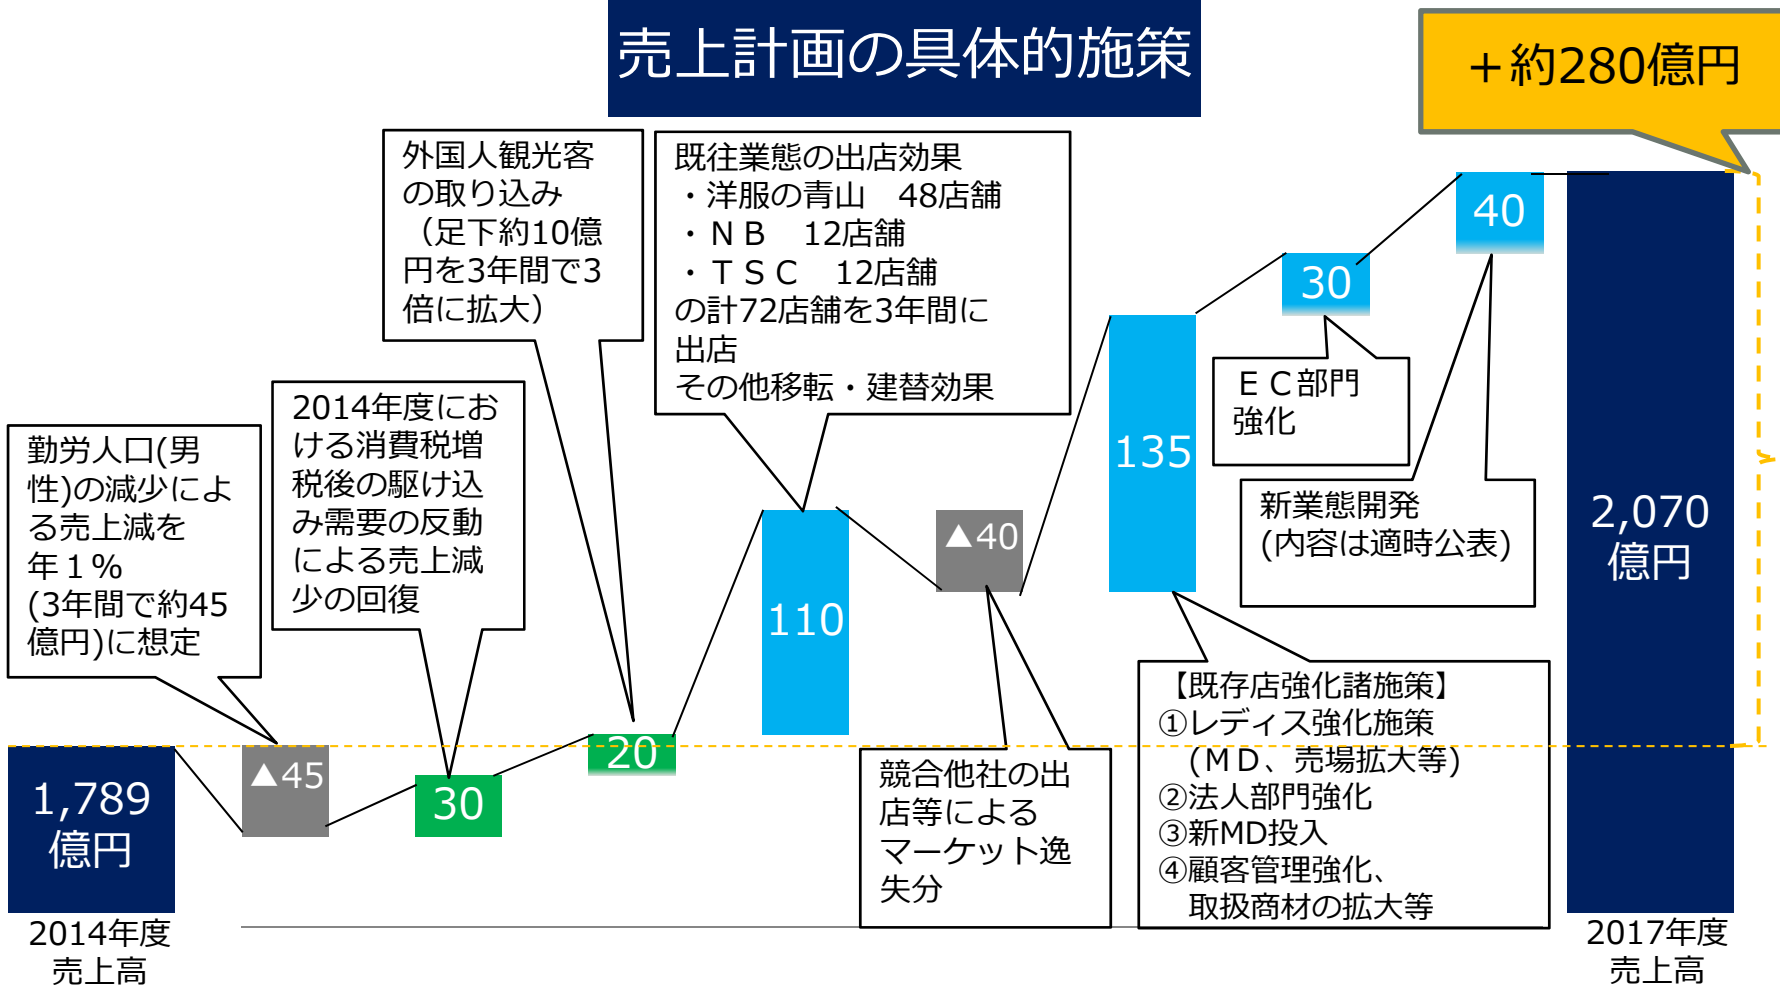 売上計画の具体的施策
＋約280億円
外国人観光客
の取り込み
（足下約10億
円を3年間で3
倍に拡大）
既往業態の出店効果
・洋服の青山　48店舗
・ＮＢ　12店舗
・ＴＳＣ　12店舗
の計72店舗を3年間に
出店
その他移転・建替効果
2014年度にお
ける消費税増
税後の駆け込
み需要の反動
による売上減
少の回復
勤労人口(男
性)の減少によ
る売上減を
年１%
(3年間で約45
億円)に想定
1,789
億円
▲45
30
20
110
▲40
135
30
40
2,070
億円
ＥＣ部門
強化
新業態開発
(内容は適時公表)
競合他社の出
店等による
マーケット逸
失分
【既存店強化諸施策】
①レディス強化施策
(ＭＤ、売場拡大等)
②法人部門強化
③新MD投入
④顧客管理強化、
取扱商材の拡大等
2014年度
売上高
2017年度
売上高